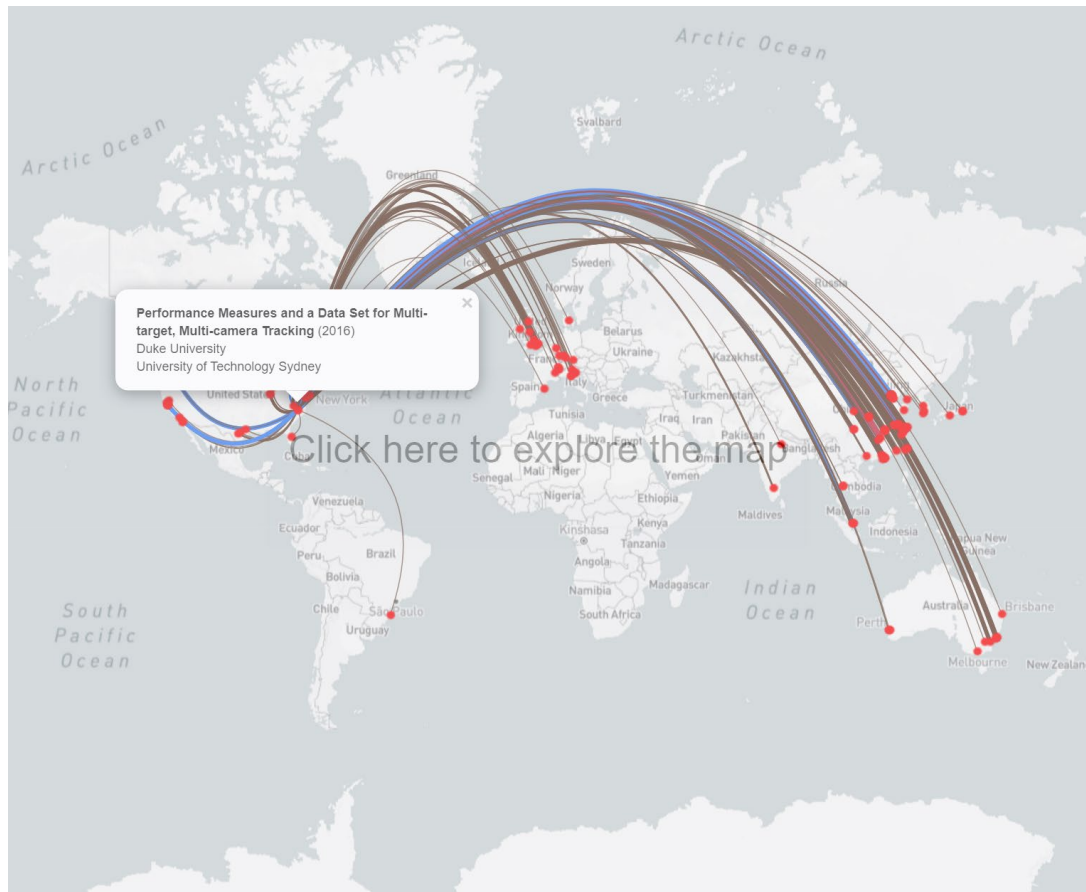 Arctic Ocean
Svalbard
Arctic Ocean
Greenland
Sweden
Norway
Russia
×
Performance Measures and a Data Set for Multi-
target, Multi-camera Tracking (2016)
Duke University
University of Technology Sydney
Belarus
Ukraine
Kazakhstan
North
Pacific
Ocean
United States
New York
Atlantic
Ocean
Spain
Italy
Greece
Turkmenistan
Japan
Tunisia
Iraq
Iran
Mexico
Cuba
Click here to explore the map
Algeria
Libya
Egypt
Pakistan
Bangladesh
Oman
Senegal
Mali
Niger
Yemen
Cambodia
Nigeria
Ethiopia
Venezuela
Maldives
Malaysia
Indonesia
Ecuador
Kinshasa
Kenya
Papua New
Guinea
Tanzania
Peru
Brazil
Angola
Bolivia
Namibia
Madagascar
Indian
Ocean
Australia
Brisbane
South
Pacific
Ocean
Chile
São Paulo
South Africa
Uruguay
Perth
Melbourne
New Zealan